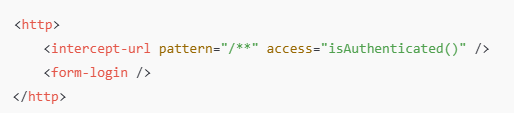 <http>
    <intercept-url pattern="/**" access="isAuthenticated()" />
    <form-login />
</http>